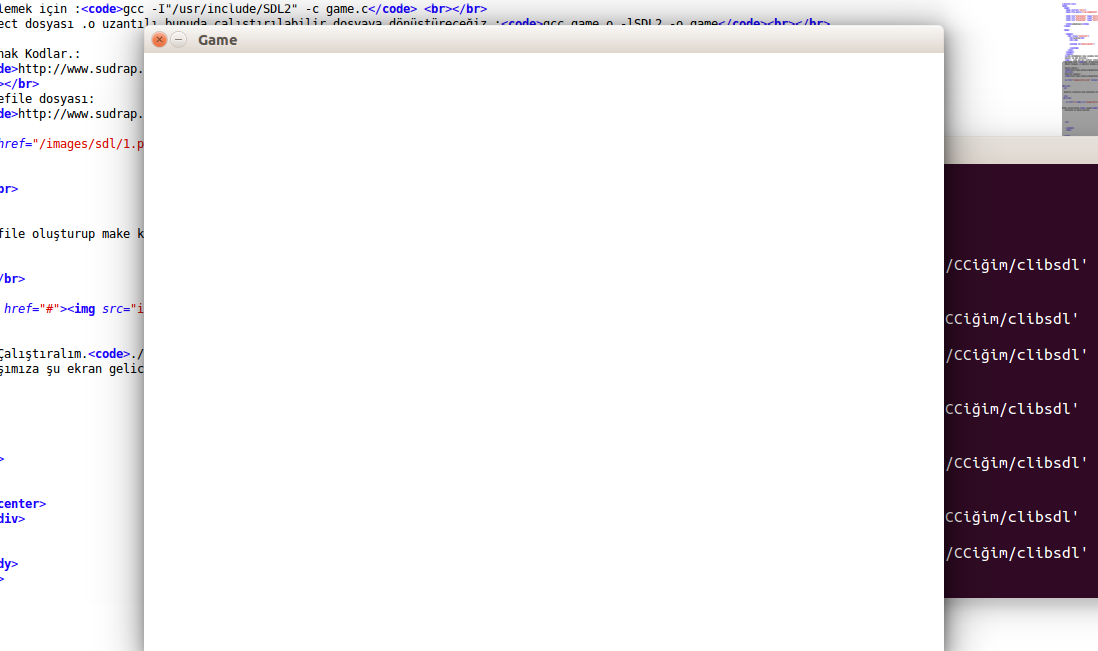 lemek için :<code>gcc -I"/usr/include/SDL2" -c game.c</code> <br></br>
ect dosyası .o uzantılı bunuda çalıştırılabilir dosyaya dönüştüreceğiz :<code>gcc game.o -lSDL2 -o game</code><br></br>
Game
nak Kodlar.:
de>http://www.sudrap.
></br>
efile dosyası:
de>http://www.sudrap.
href="/images/sdl/1.p
br>
file oluşturup make k
/br>
href="#"><img src="i
Çalıştıralım.<code>./
şımıza şu ekran gelic
>
center>
div>
dy>
>
/CCiğim/clibsdl'
CCiğim/clibsdl'
/CCiğim/clibsdl'
CCiğim/clibsdl'
/CCiğim/clibsdl'
CCiğim/clibsdl'
/CCiğim/clibsdl'